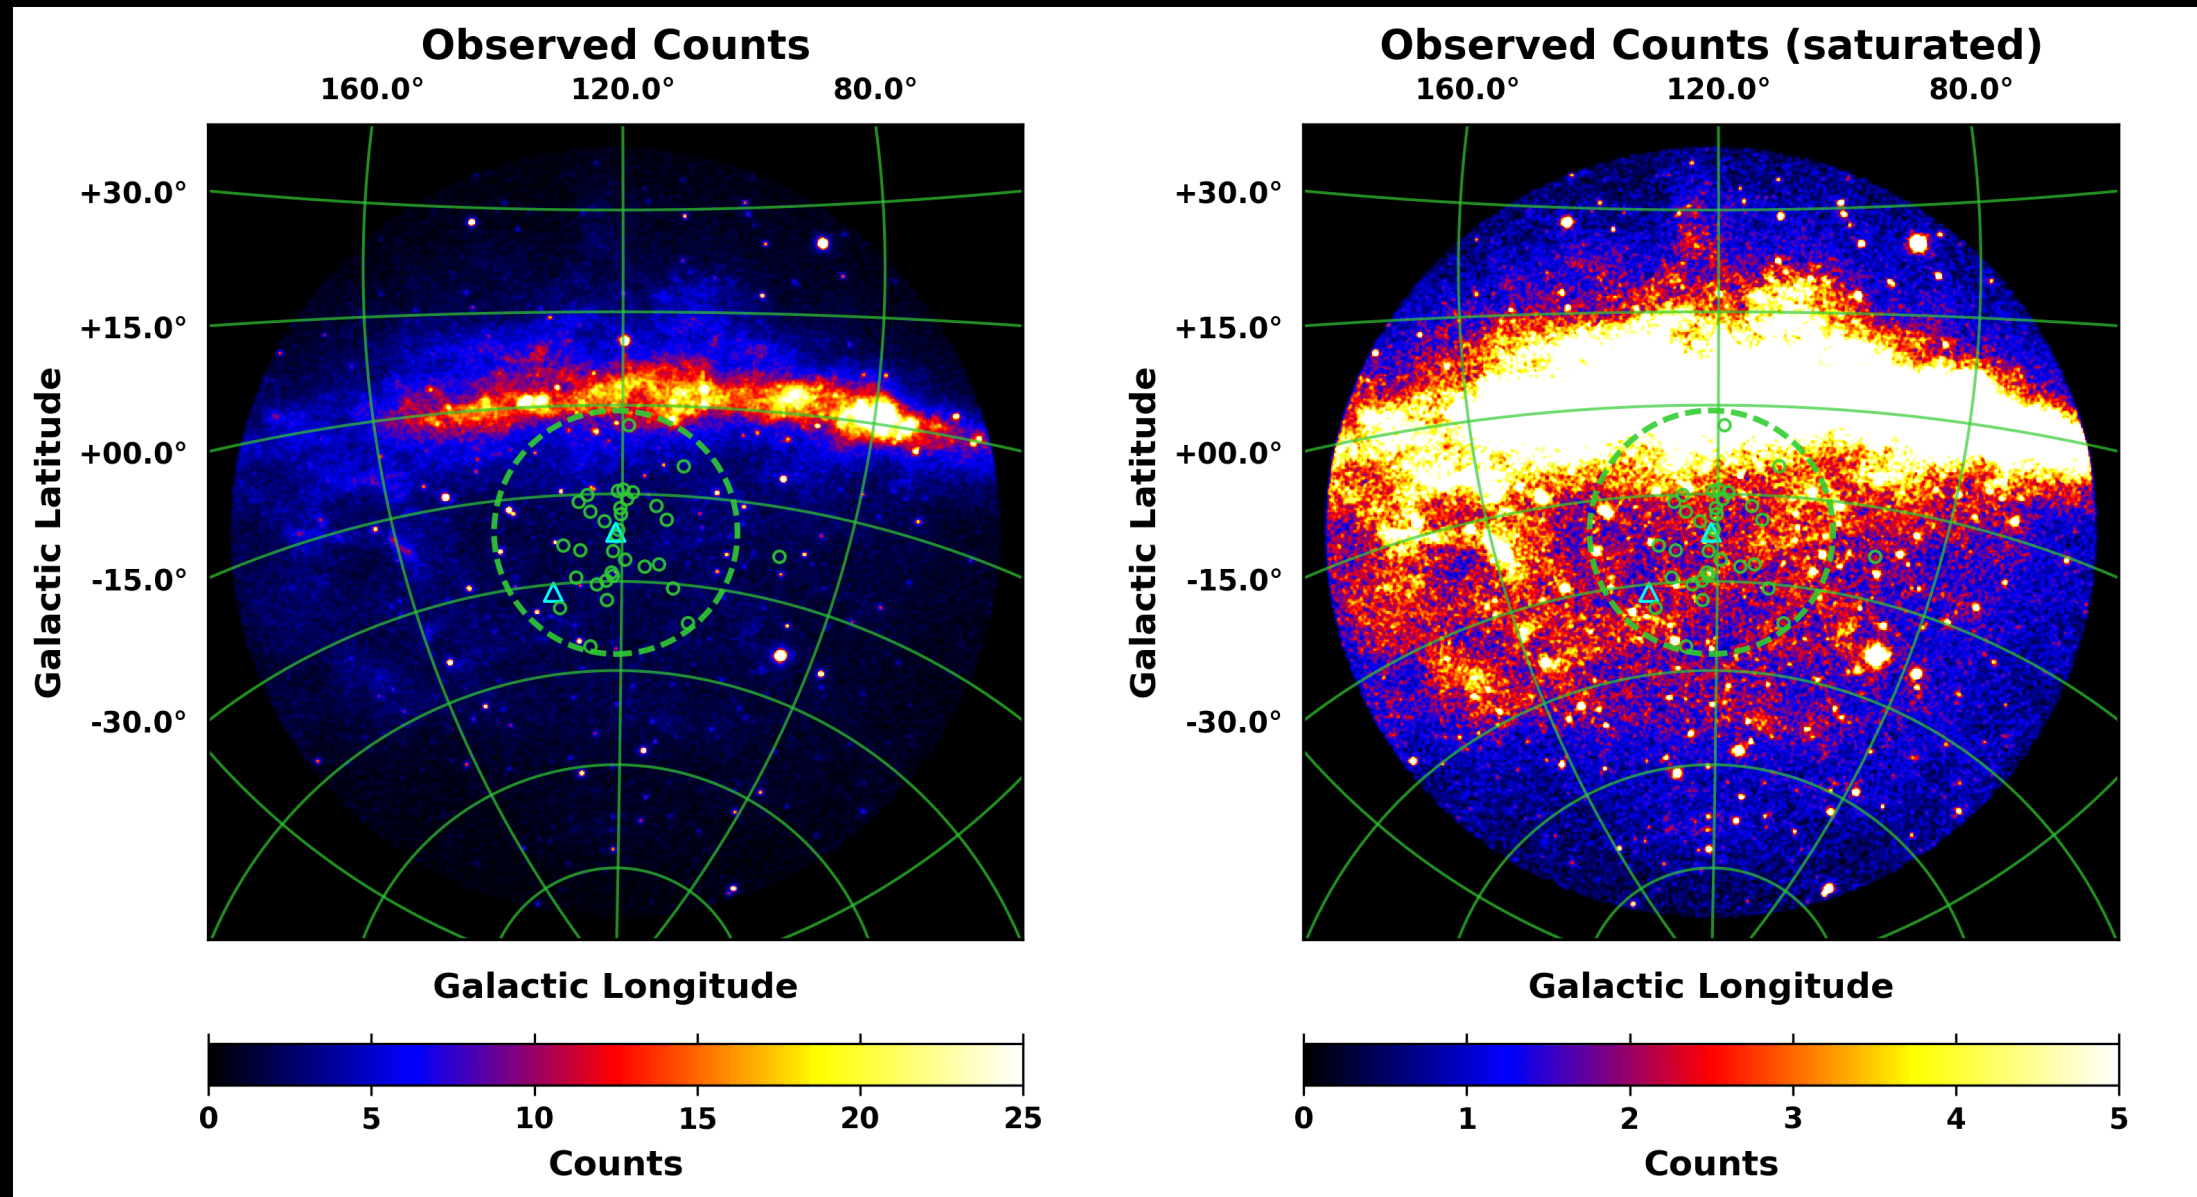 Observed Counts
160.0° 120.0° 80.0°
+30.0°
+15.0°
+00.0°
-15.0°
-30.0°
Galactic Latitude
Galactic Longitude
0 5 10 15 20 25
Counts
Observed Counts (saturated)
160.0° 120.0° 80.0°
+30.0°
+15.0°
+00.0°
-15.0°
-30.0°
Galactic Latitude
Galactic Longitude
0 1 2 3 4 5
Counts